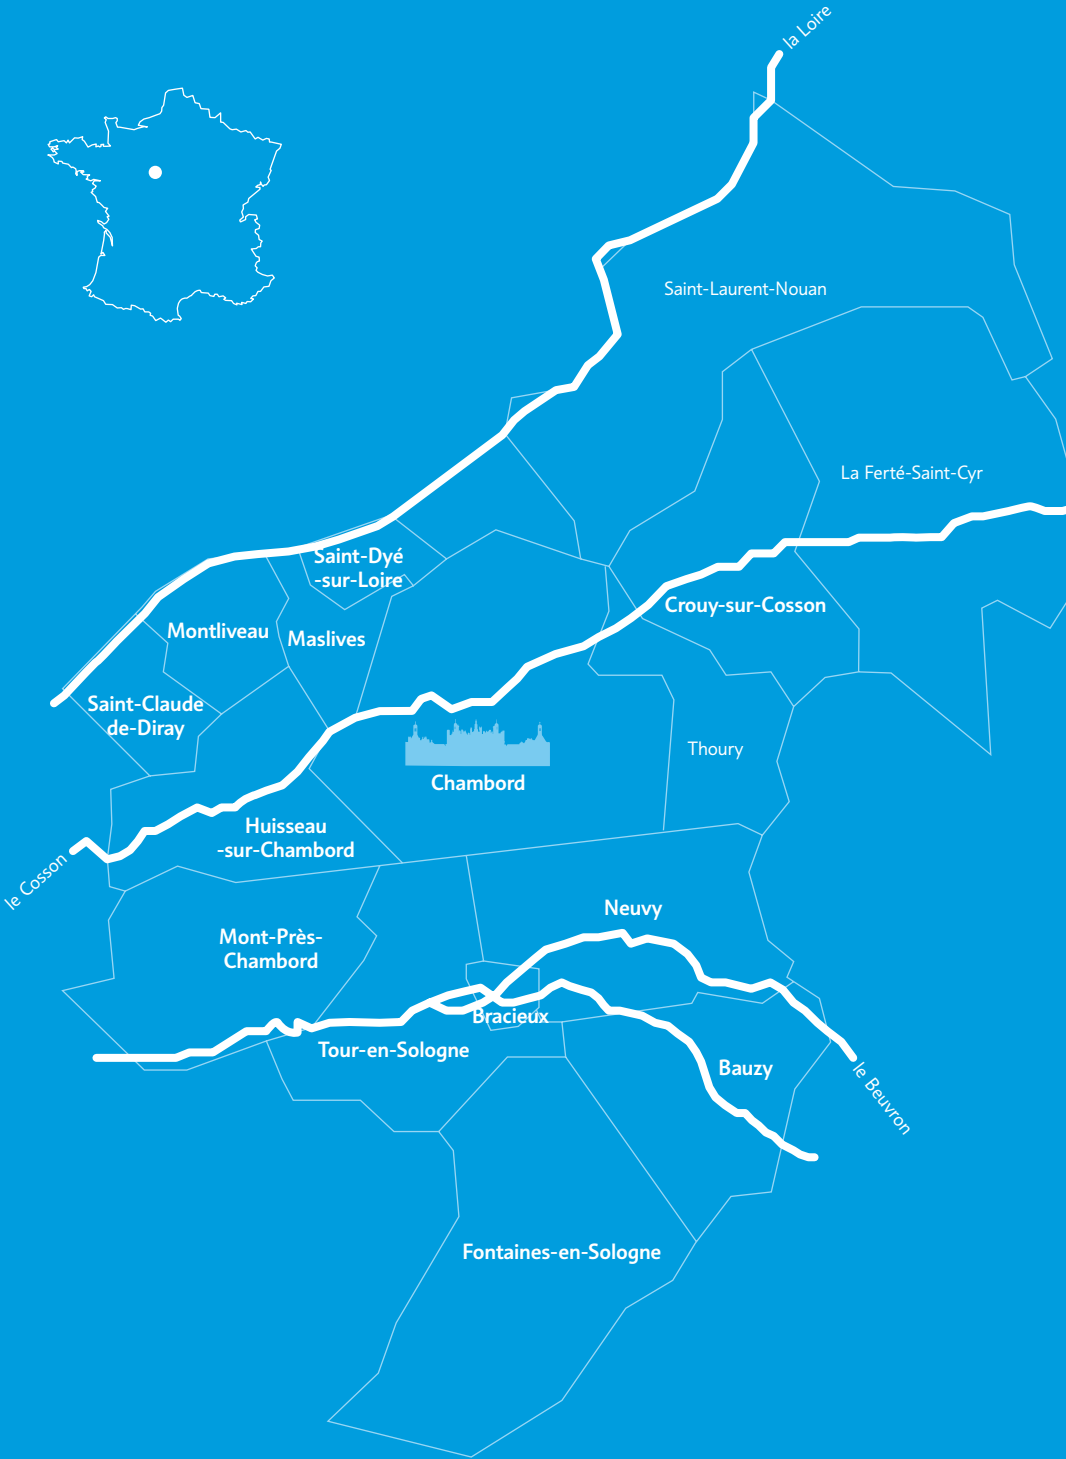 la Loire
Saint-Laurent-Nouan
La Ferté-Saint-Cyr
Saint-Dyé
-sur-Loire
Crouy-sur-Cosson
Montliveau
Maslives
Saint-Claude
de-Diray
Thoury
Chambord
Huisseau
-sur-Chambord
le Cosson
Neuvy
Mont-Près-
Chambord
Bracieux
Tour-en-Sologne
Bauzy
le Beuvron
Fontaines-en-Sologne